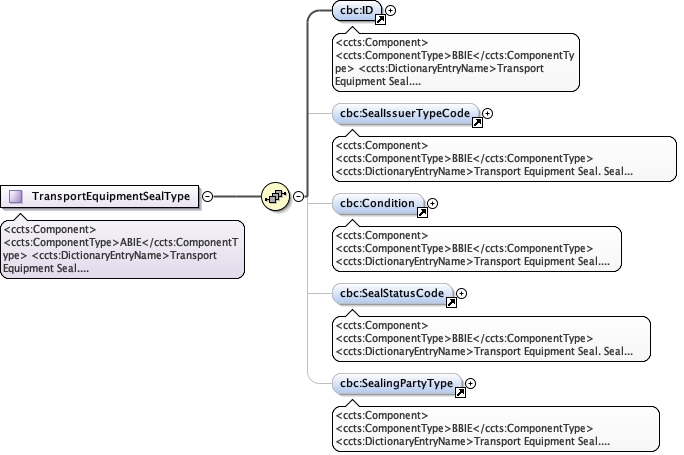 cbc:ID
<ccts:Component>
<ccts:ComponentType>BBIE</ccts:ComponentTy
pe> <ccts:DictionaryEntryName>Transport
Equipment Seal....
cbc:SealIssuerTypeCode
<ccts:Component>
<ccts:ComponentType>BBIE</ccts:ComponentType>
<ccts:DictionaryEntryName>Transport Equipment Seal. Seal...
TransportEquipmentSealType
<ccts:Component>
<ccts:ComponentType>ABIE</ccts:ComponentT
ype> <ccts:DictionaryEntryName>Transport
Equipment Seal....
cbc:Condition
<ccts:Component>
<ccts:ComponentType>BBIE</ccts:ComponentType>
<ccts:DictionaryEntryName>Transport Equipment Seal....
cbc:SealStatusCode
<ccts:Component>
<ccts:ComponentType>BBIE</ccts:ComponentType>
<ccts:DictionaryEntryName>Transport Equipment Seal. Seal...
cbc:SealingPartyType
<ccts:Component>
<ccts:ComponentType>BBIE</ccts:ComponentType>
<ccts:DictionaryEntryName>Transport Equipment Seal....